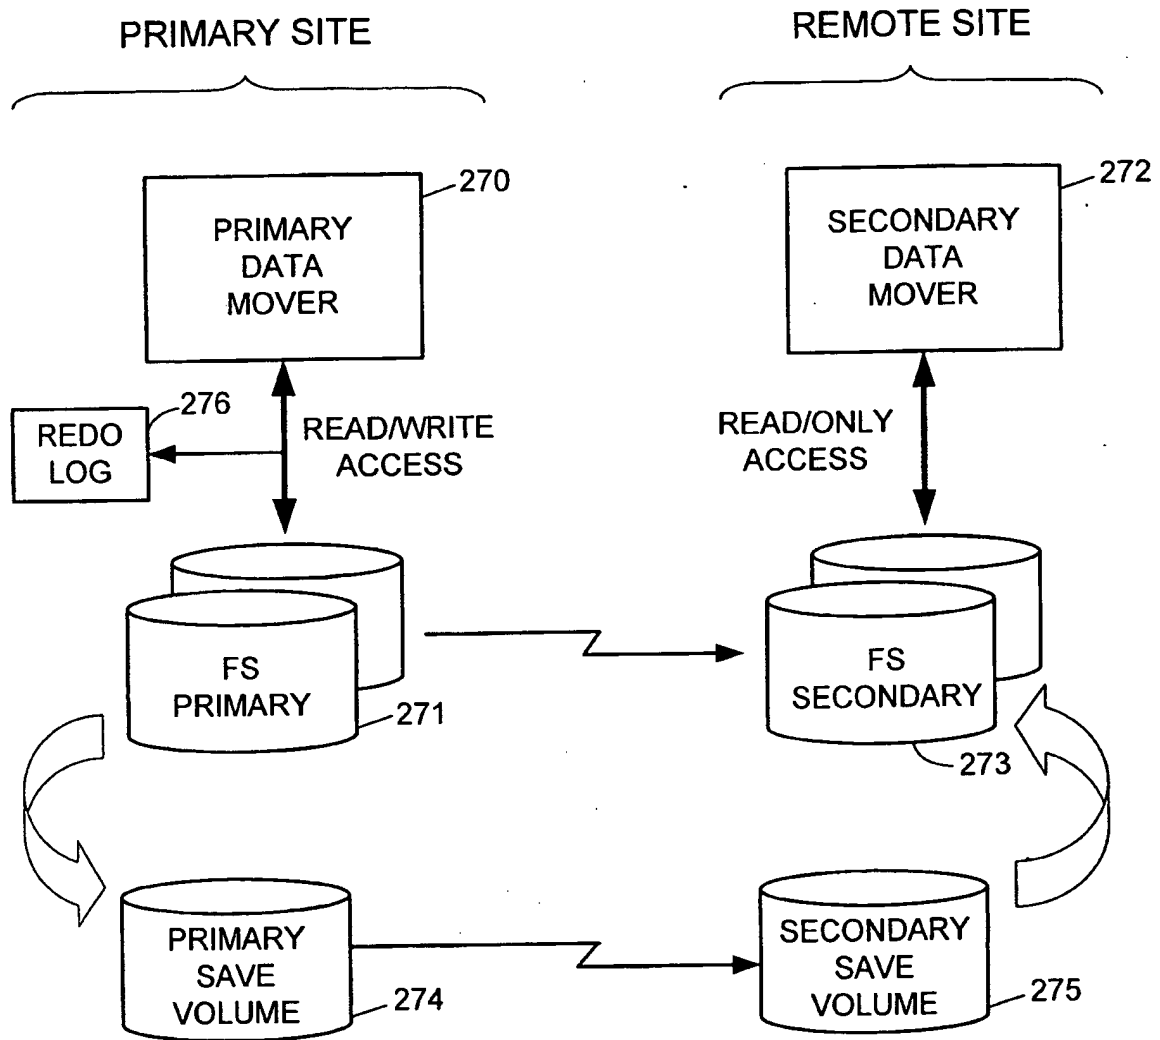 PRIMARY SITE
REMOTE SITE
270
PRIMARY
DATA
MOVER
272
SECONDARY
DATA
MOVER
276
REDO
LOG
READ/WRITE
ACCESS
READ/ONLY
ACCESS
FS
PRIMARY
271
FS
SECONDARY
273
PRIMARY
SAVE
VOLUME
274
SECONDARY
SAVE
VOLUME
275